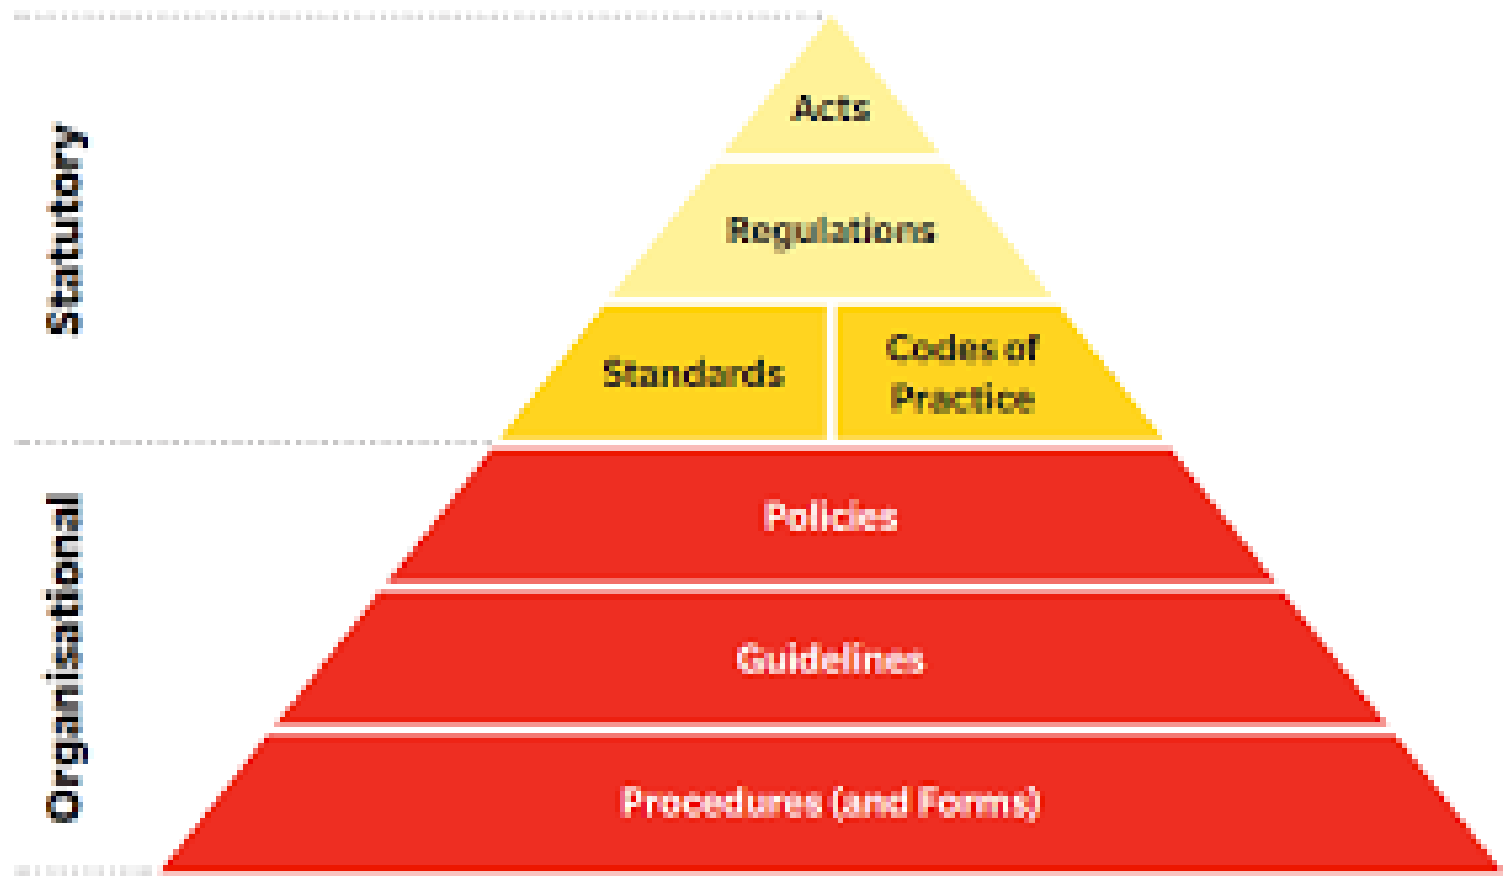 Statutory
Acts
Regulations
Standards
Codes of
Practice
Organisational
Policies
Guidelines
Procedures (and Forms)